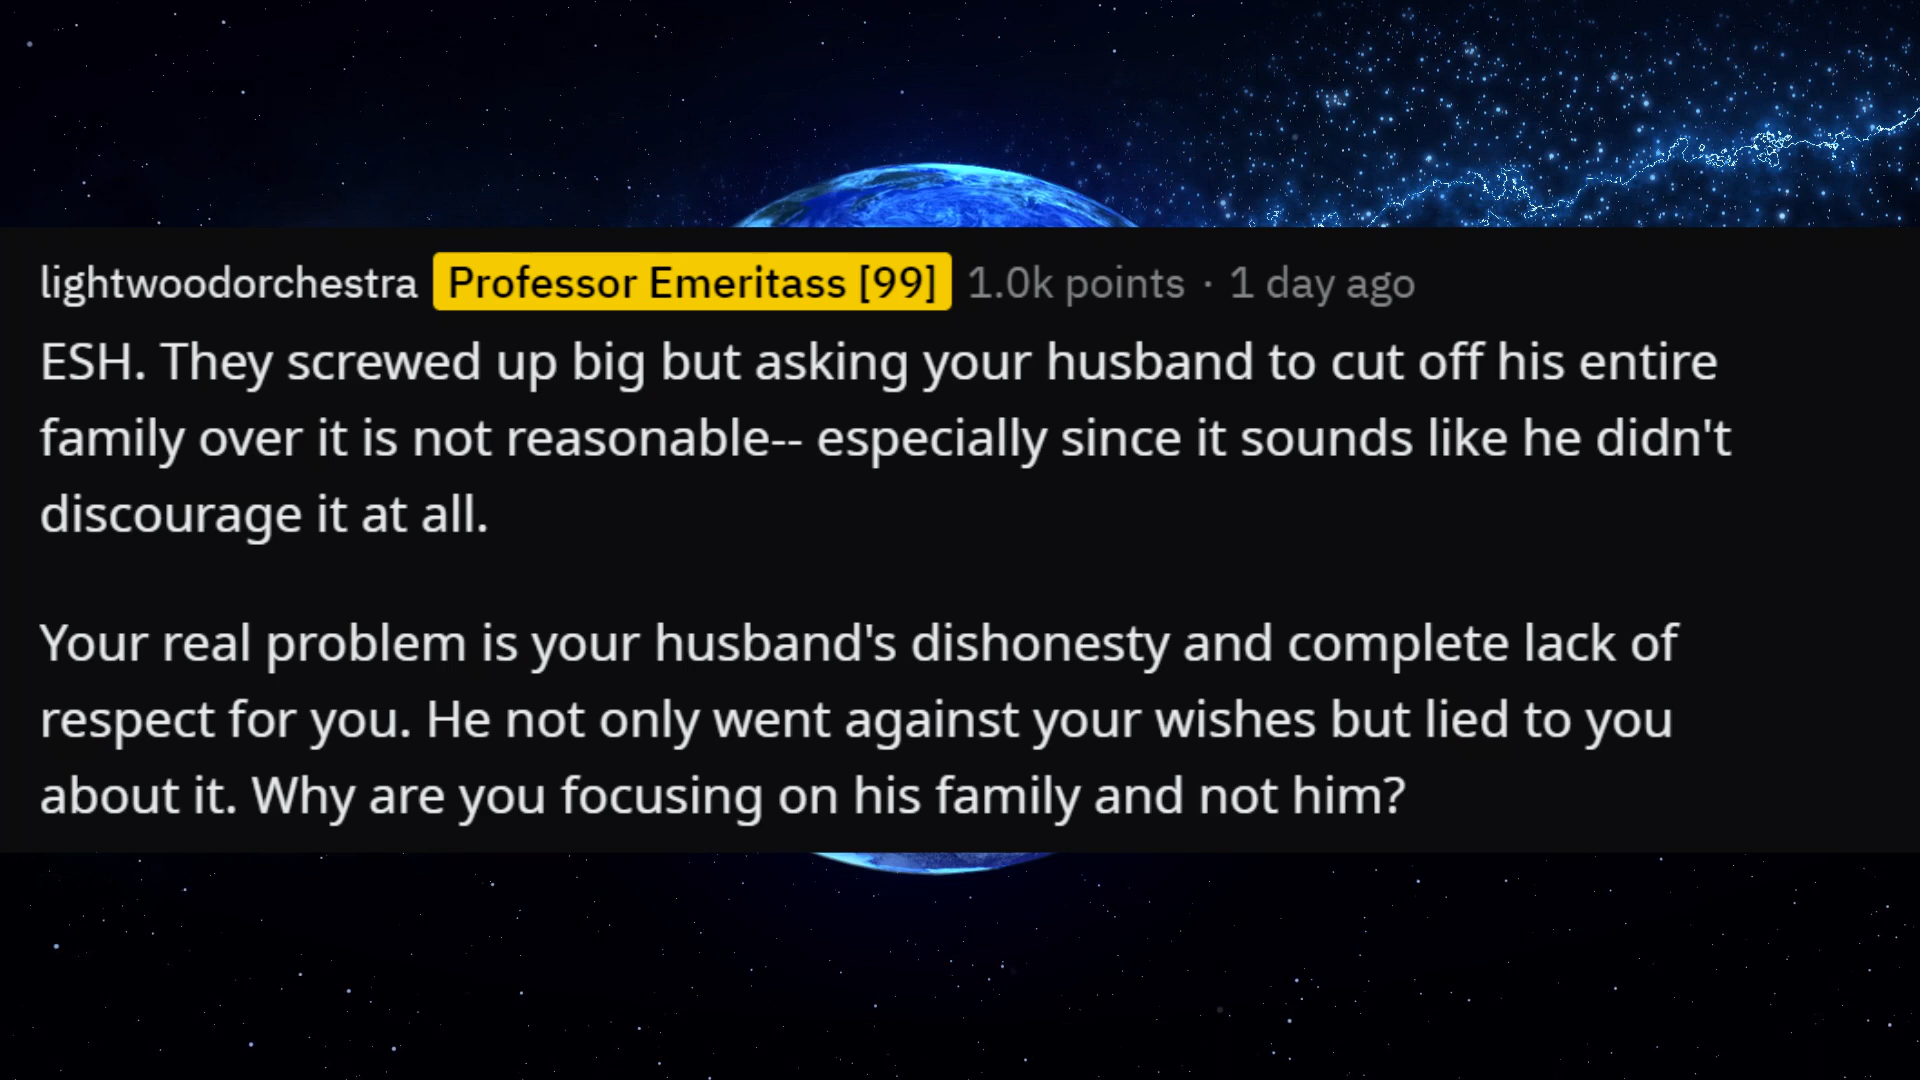 lightwoodorchestra Professor Emeritass [99] 1.0k points · 1 day ago
ESH. They screwed up big but asking your husband to cut off his entire
family over it is not reasonable-- especially since it sounds like he didn't
discourage it at all.
Your real problem is your husband's dishonesty and complete lack of
respect for you. He not only went against your wishes but lied to you
about it. Why are you focusing on his family and not him?